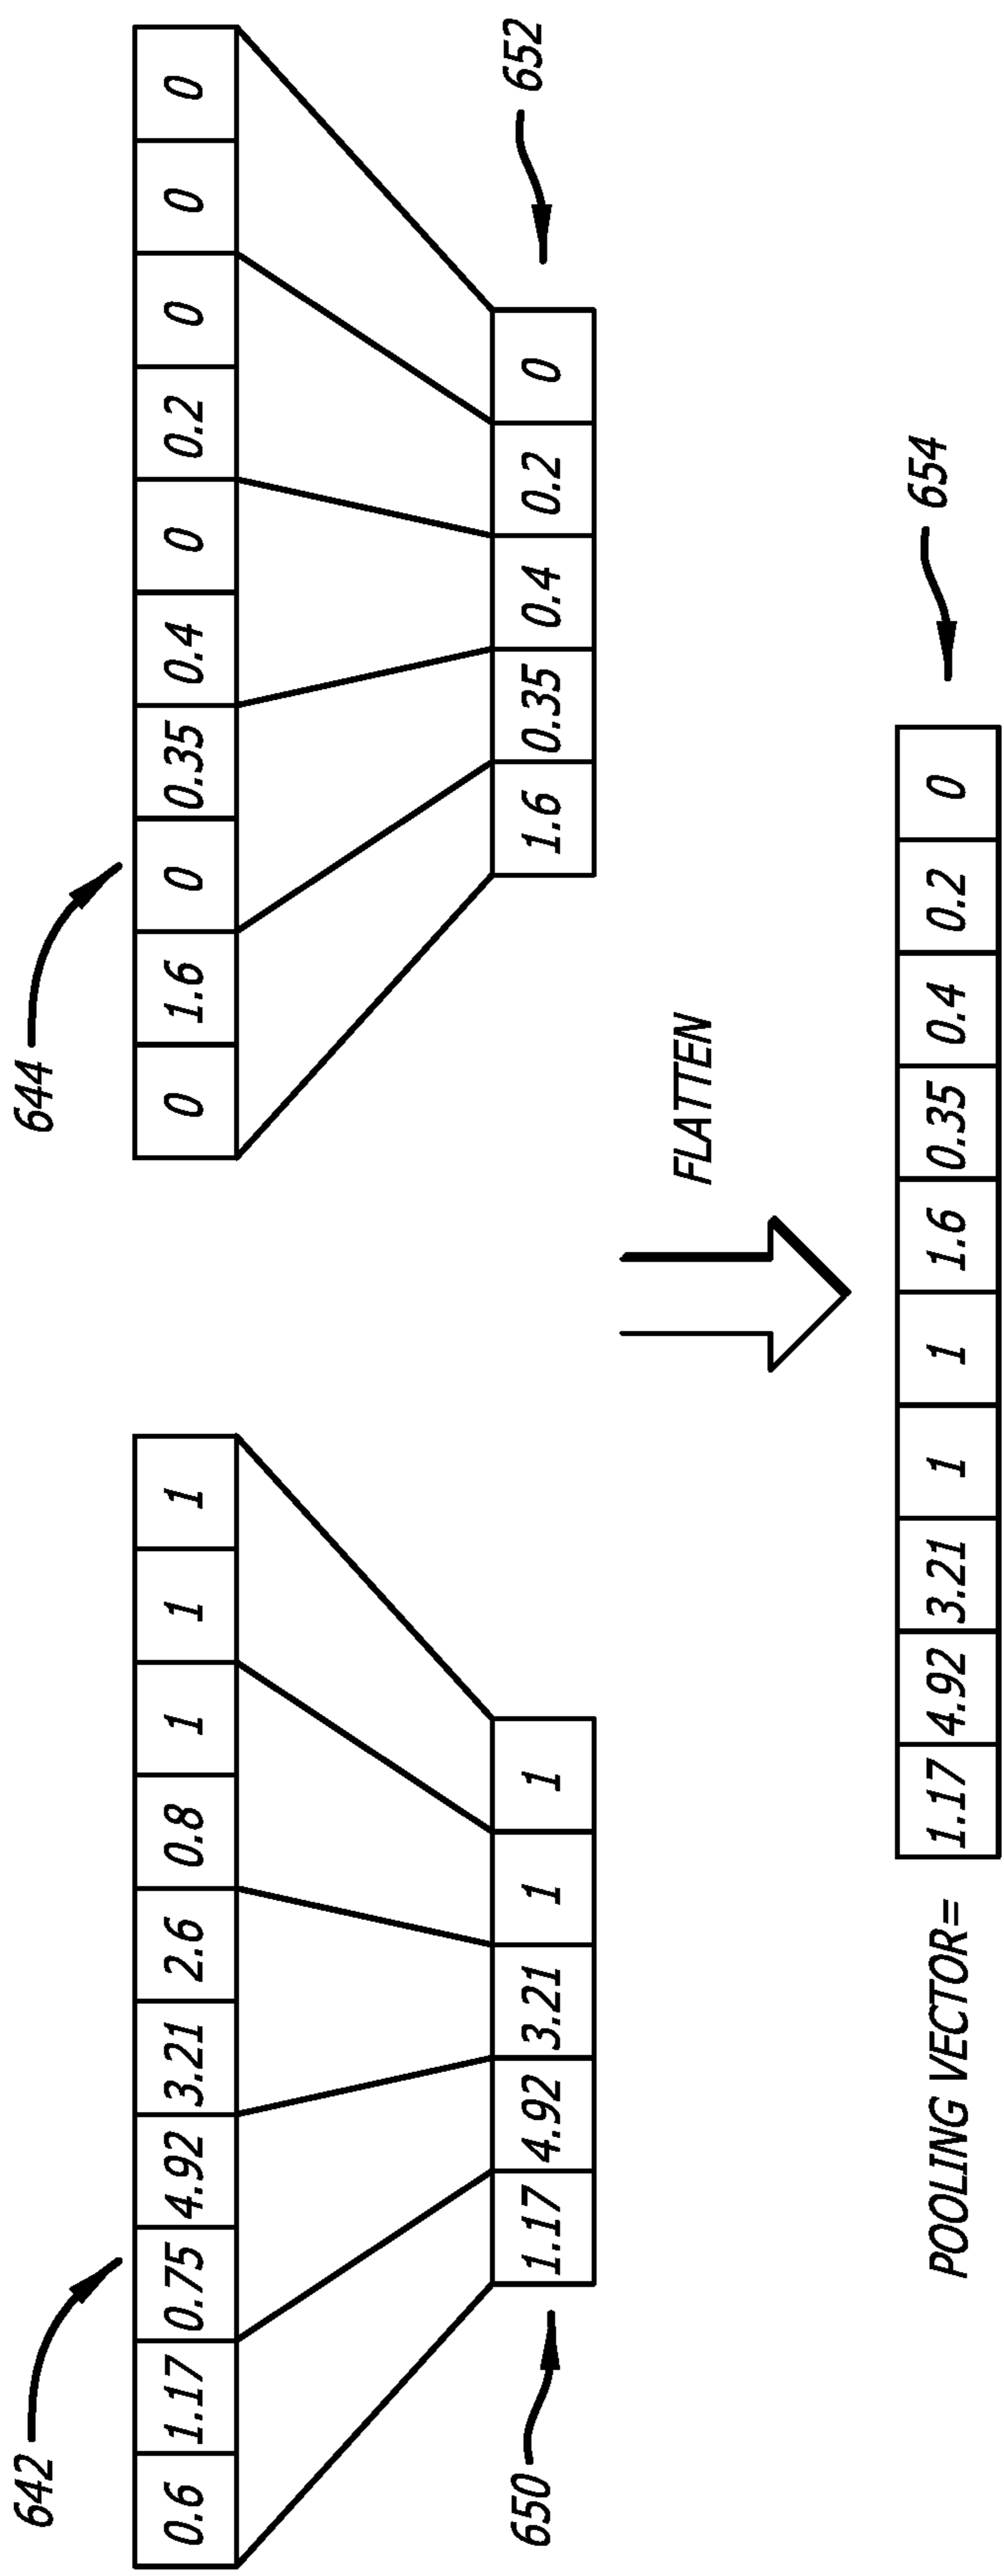 642 644
0.6 1.17 0.75 4.92 3.21 2.6 0.8 1 1 1 0 1.6 0 0.35 0.4 0 0.2 0 0 0
650 1.17 4.92 3.21 1 1 1.6 0.35 0.4 0.2 0 652
FLATTEN
POOLING VECTOR= 1.17 4.92 3.21 1 1 1.6 0.35 0.4 0.2 0 654